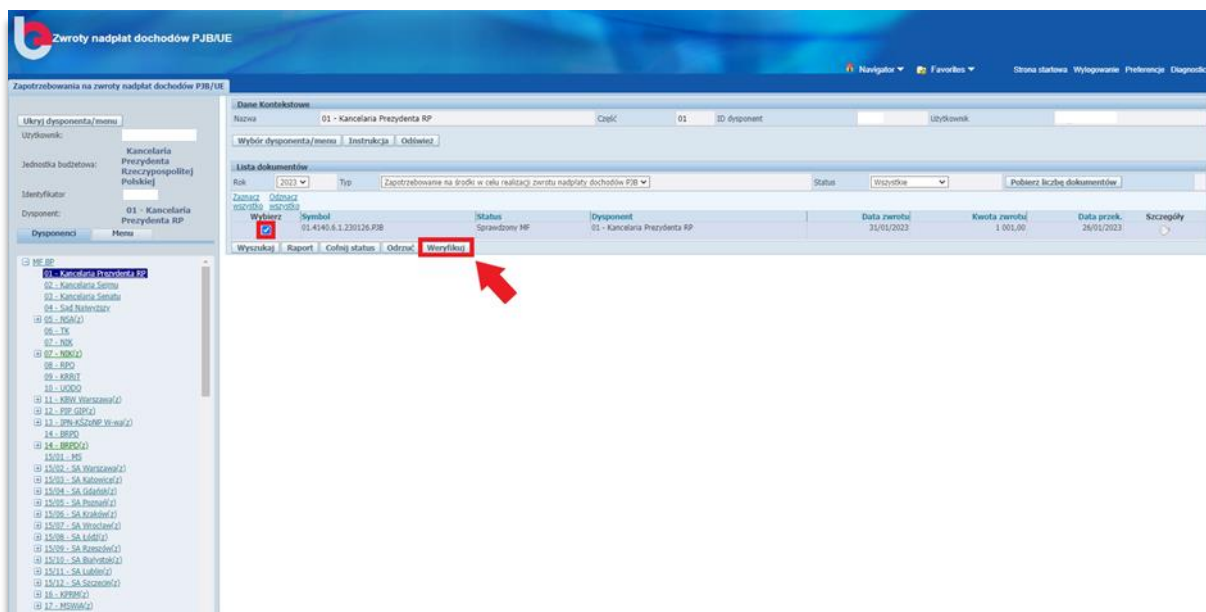 Zwroty nadpłat dochodów PJB/UE
Navigator Favorites Strona startowa Wylogowanie Preferencje Diagnostic
Zapotrzebowania na zwroty nadpłat dochodów PJB/UE
Ukryj dysponenta/menu
Użytkownik:
Jednostka budżetowa: Kancelaria Prezydenta Rzeczypospolitej Polskiej
Identyfikator
Dysponent: 01 - Kancelaria Prezydenta RP
Dysponenci Menu
MF BP
01 - Kancelaria Prezydenta RP
02 - Kancelaria Sejmu
03 - Kancelaria Senatu
04 - Sąd Najwyższy
05 - NSA(z)
06 - TK
07 - NIK
07 - NIK(z)
08 - RPO
09 - KRRiT
10 - UODO
11 - KBW Warszawa(z)
12 - PIP GIP(z)
13 - IPN-KŚZpNP W-wa(z)
14 - BRPD
14 - BRPD(z)
15/01 - MS
15/02 - SA Warszawa(z)
15/03 - SA Katowice(z)
15/04 - SA Gdańsk(z)
15/05 - SA Poznań(z)
15/06 - SA Kraków(z)
15/07 - SA Wrocław(z)
15/08 - SA Łódź(z)
15/09 - SA Rzeszów(z)
15/10 - SA Białystok(z)
15/11 - SA Lublin(z)
15/12 - SA Szczecin(z)
16 - KPRM(z)
17 - MSWiA(z)
Dane Kontekstowe
Nazwa 01 - Kancelaria Prezydenta RP Część 01 ID dysponent Użytkownik
Wybór dysponenta/menu Instrukcja Odśwież
Lista dokumentów
Rok 2023 Typ Zapotrzebowanie na środki w celu realizacji zwrotu nadpłaty dochodów PJB Status Wszystkie Pobierz liczbę dokumentów
Zaznacz wszystko Odznacz wszystko
Wybierz Symbol Status Dysponent Data zwrotu Kwota zwrotu Data przek. Szczegóły
01.4140.6.1.230126.PJB Sprawdzony MF 01 - Kancelaria Prezydenta RP 31/01/2023 1 001,00 26/01/2023
Wyszukaj Raport Cofnij status Odrzuć Weryfikuj